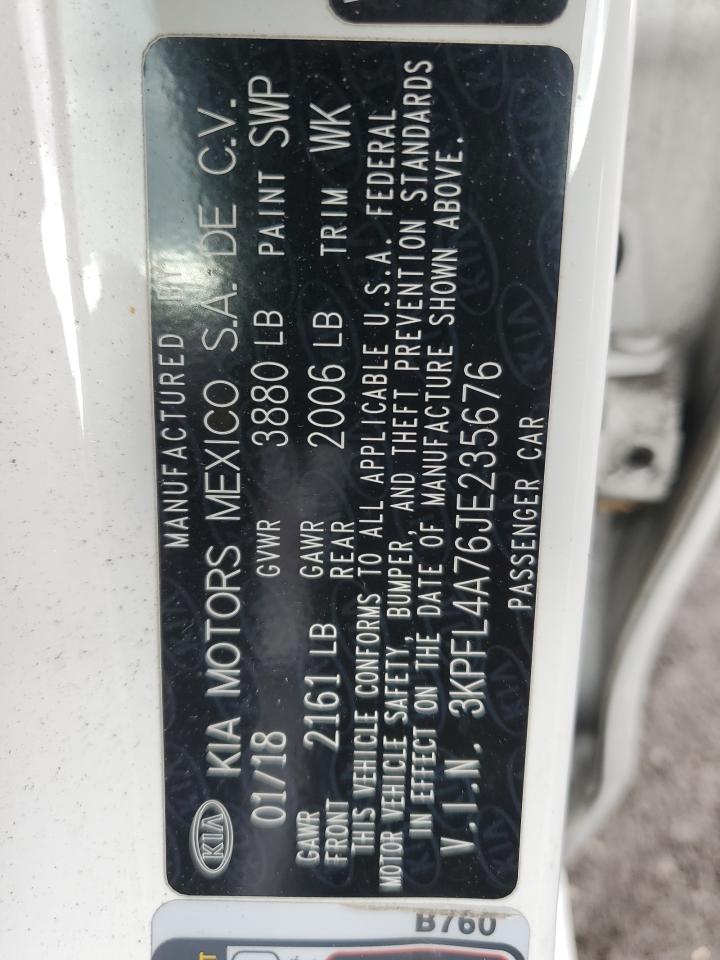 MANUFACTURED BY
KIA KIA MOTORS MEXICO S.A. DE C.V.
01/18 GVWR 3880 LB PAINT SWP
GAWR FRONT 2161 LB GAWR REAR 2006 LB TRIM WK
THIS VEHICLE CONFORMS TO ALL APPLICABLE U.S.A. FEDERAL
MOTOR VEHICLE SAFETY, BUMPER, AND THEFT PREVENTION STANDARDS
IN EFFECT ON THE DATE OF MANUFACTURE SHOWN ABOVE.
V.I.N. 3KPFL4A76JE235676
PASSENGER CAR
B760